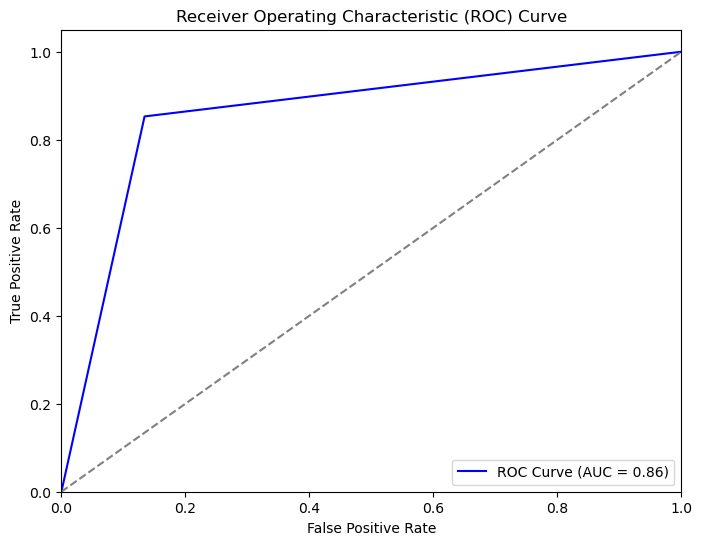 Receiver Operating Characteristic (ROC) Curve
1.0
0.8
0.6
0.4
0.2
0.0
True Positive Rate
ROC Curve (AUC = 0.86)
0.0 0.2 0.4 0.6 0.8 1.0
False Positive Rate